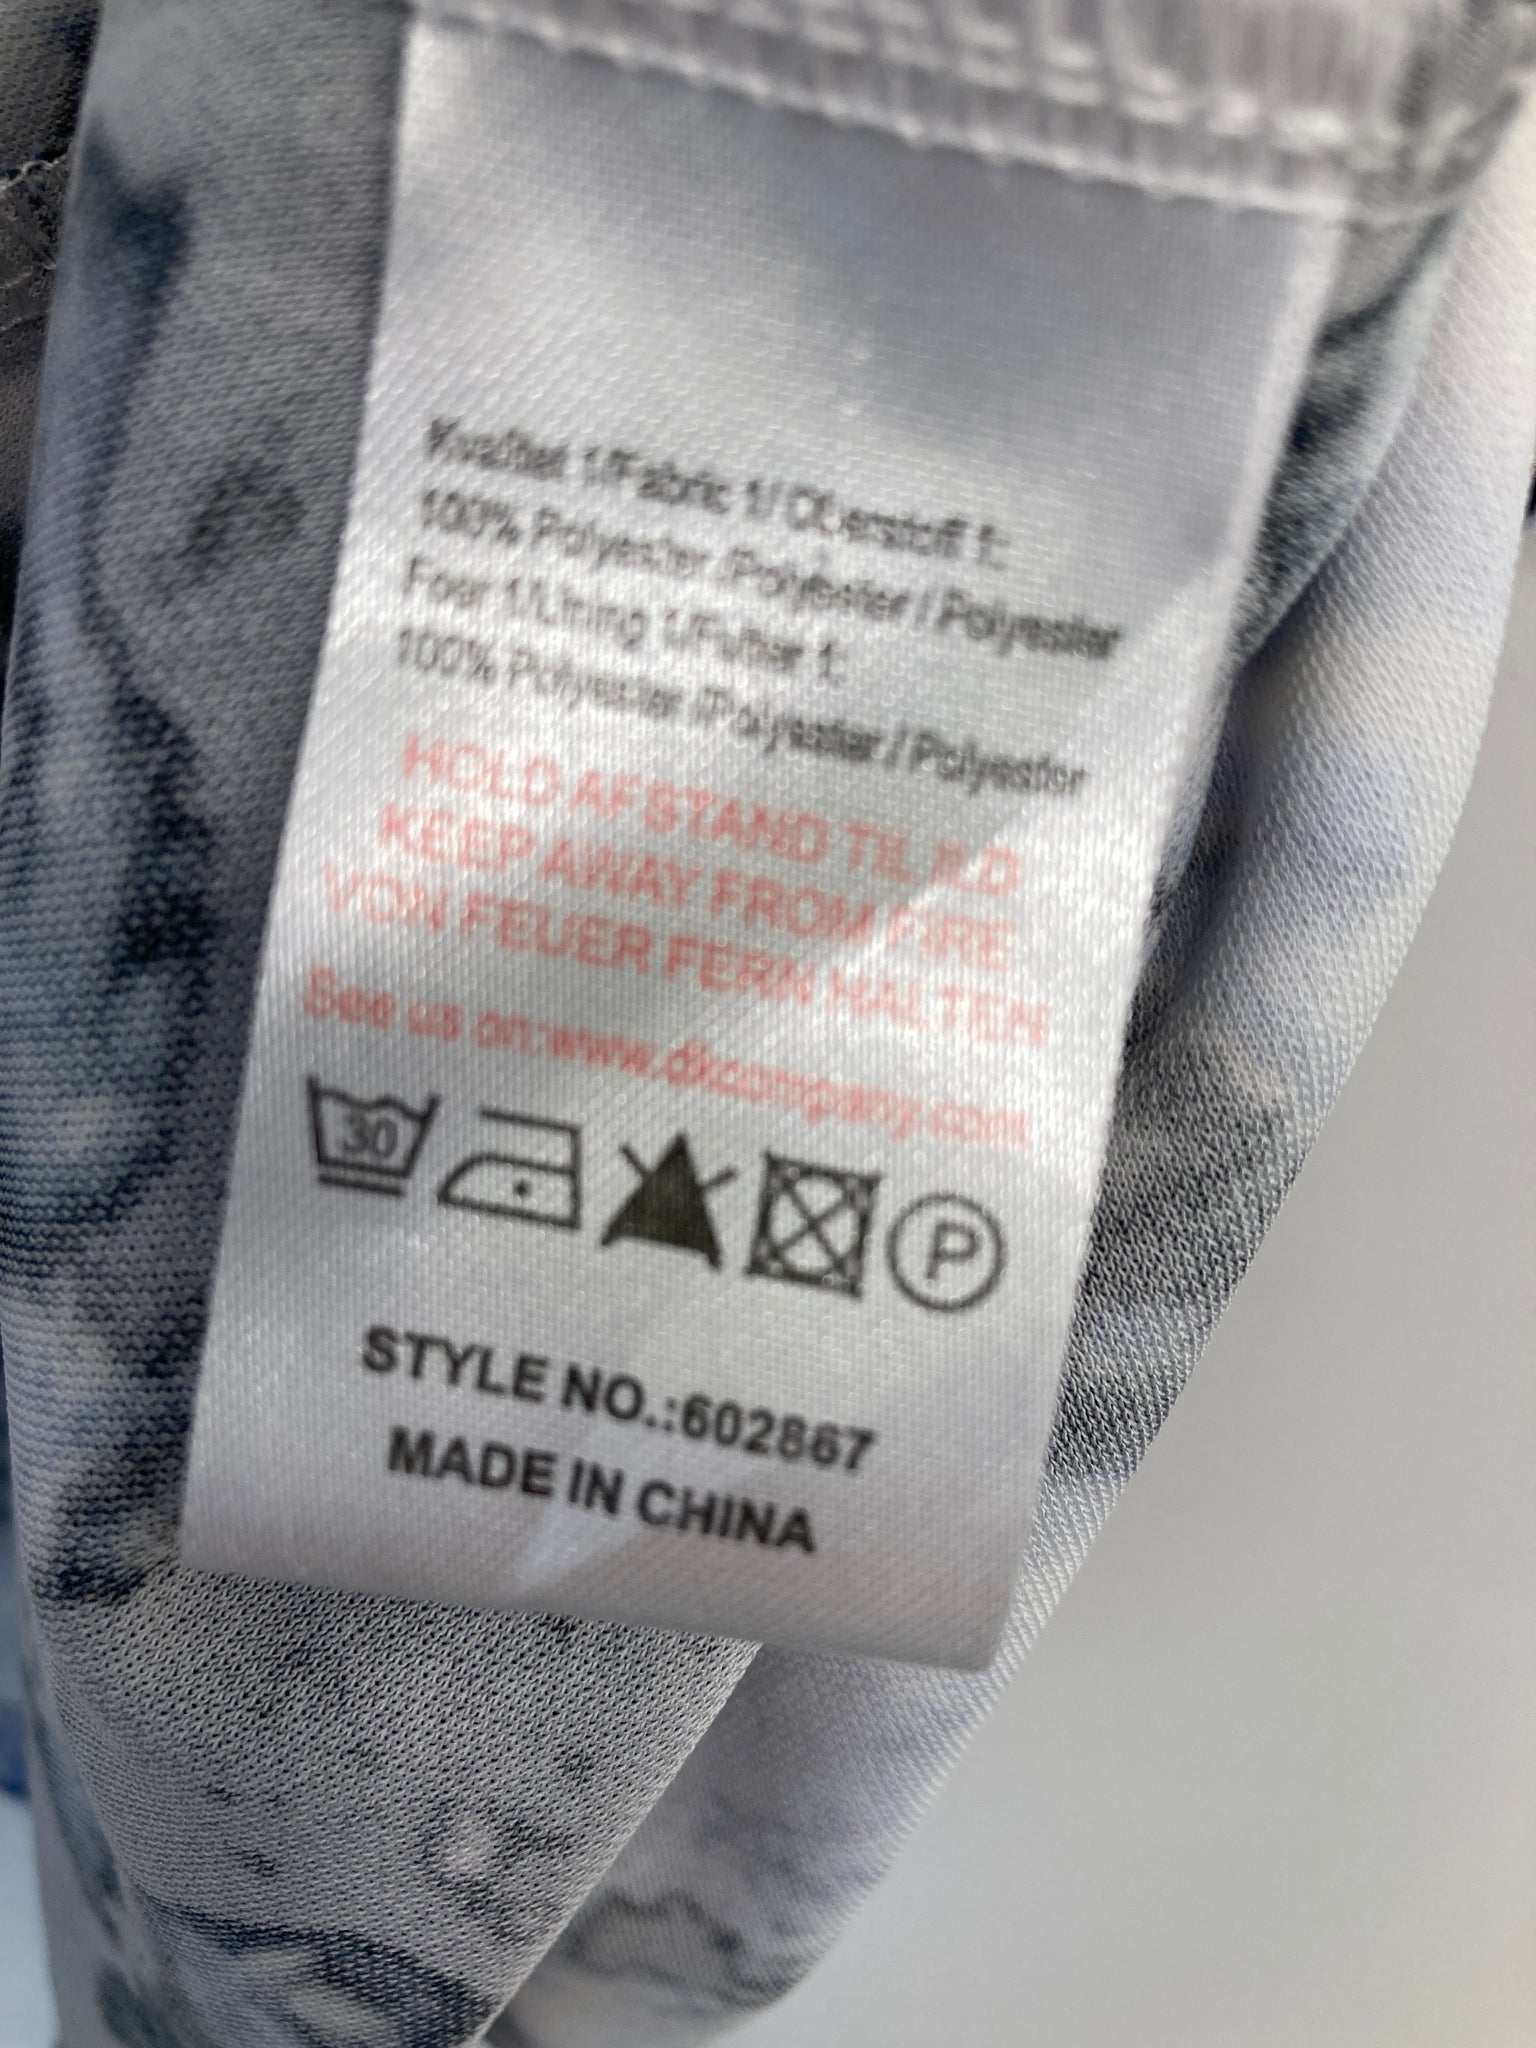 Kvalitet 1/Fabric 1/ Oberstoff 1:
100% Polyester /Polyester / Polyester
Foer 1/Lining 1/Futter 1:
100% Polyester /Polyester / Polyester
HOLD AFSTAND TIL ILD
KEEP AWAY FROM FIRE
VON FEUER FERN HALTEN
See us on:www.dkcompany.com
30 P
STYLE NO.:602867
MADE IN CHINA